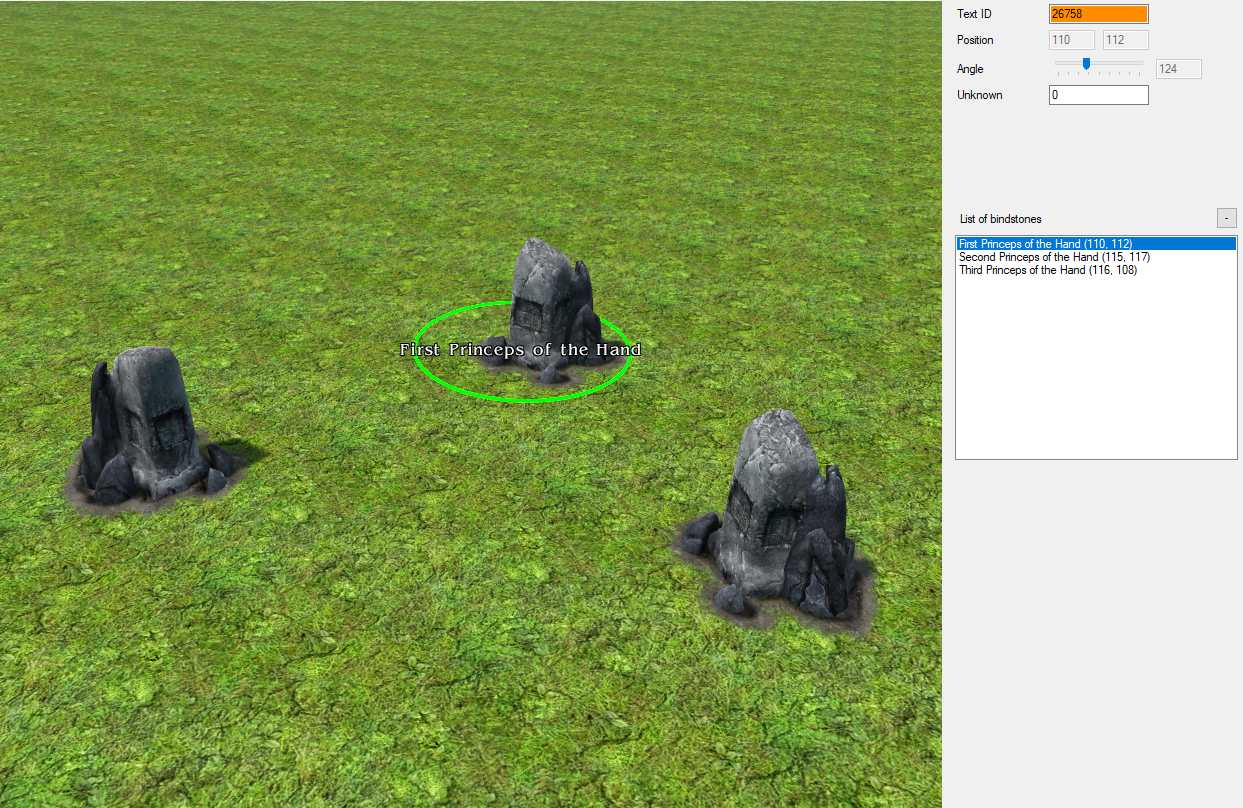 Text ID 26758
Position 110 112
Angle 124
Unknown 0
List of bindstones -
First Princeps of the Hand (110, 112)
Second Princeps of the Hand (115, 117)
Third Princeps of the Hand (116, 108)
First Princeps of the Hand